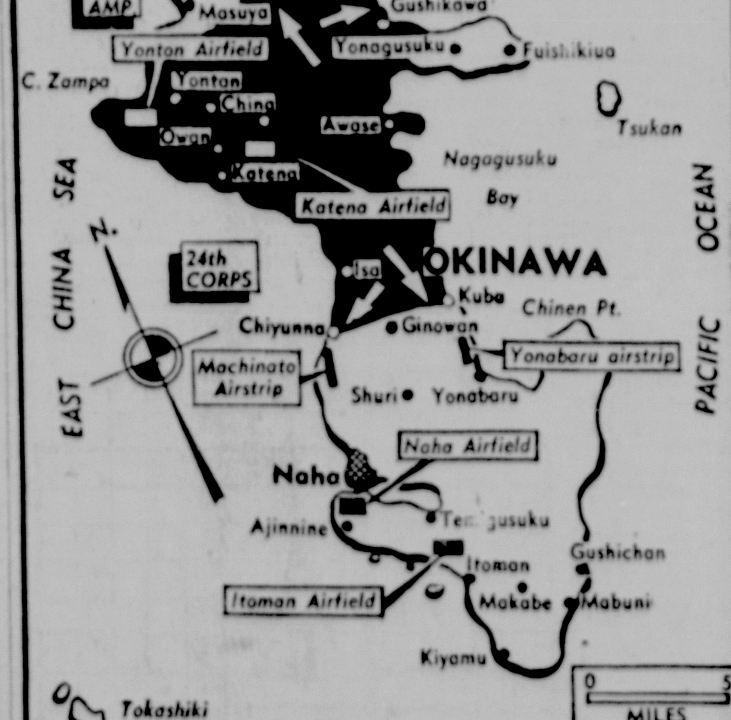 AMP.
Masuya
Gushikawa
Yonton Airfield
Yonagusuku
Fuishikiua
C. Zampa
Yontan
China
Tsukan
Awase
Owan
Katena
Nagagusuku
Bay
Katena Airfield
EAST CHINA SEA
PACIFIC OCEAN
N.
24th
CORPS
Isa
OKINAWA
Kuba
Chinen Pt.
Chiyunna
Ginowan
Machinato
Airstrip
Yonabaru airstrip
Shuri
Yonabaru
Naha Airfield
Naha
Ajinnine
Gushichan
Itoman
Itoman Airfield
Makabe
Mabuni
Kiyamu
Tokashiki
0 5
MILES